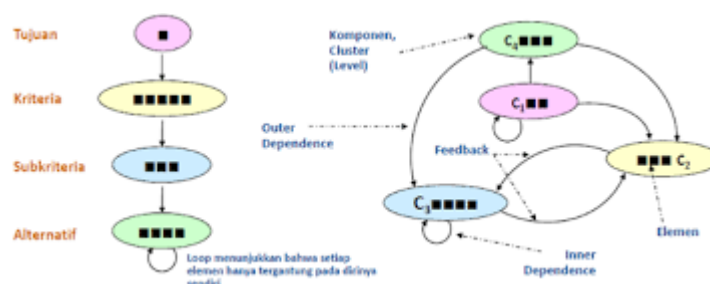 Tujuan
Kriteria
Subkriteria
Alternatif
Loop menunjukkan bahwa setiap
elemen hanya tergantung pada dirinya
Komponen,
Cluster
(Level)
C4
C1
Outer
Dependence
Feedback
C2
C3
Elemen
Inner
Dependence